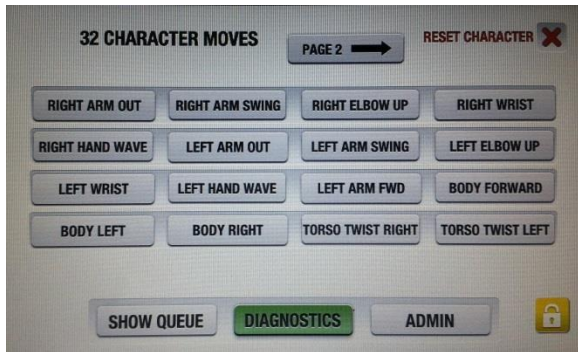 32 CHARACTER MOVES
PAGE 2
RESET CHARACTER
RIGHT ARM OUT
RIGHT ARM SWING
RIGHT ELBOW UP
RIGHT WRIST
RIGHT HAND WAVE
LEFT ARM OUT
LEFT ARM SWING
LEFT ELBOW UP
LEFT WRIST
LEFT HAND WAVE
LEFT ARM FWD
BODY FORWARD
BODY LEFT
BODY RIGHT
TORSO TWIST RIGHT
TORSO TWIST LEFT
SHOW QUEUE
DIAGNOSTICS
ADMIN